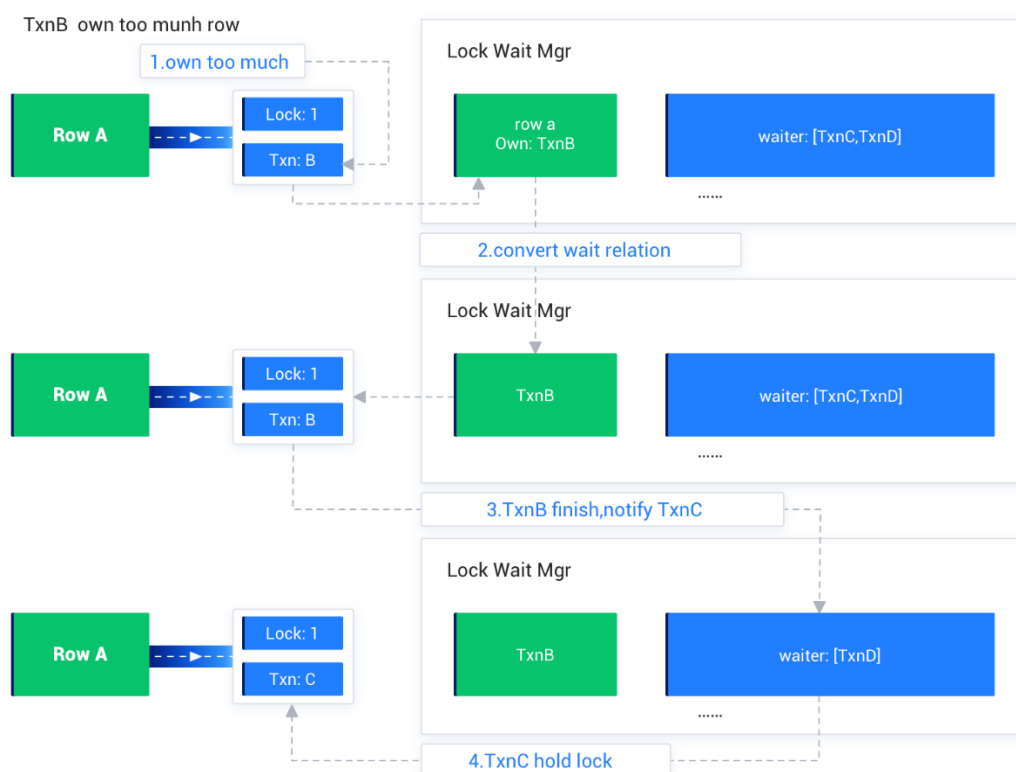 TxnB own too munh row
1.own too much
Lock Wait Mgr
Row A
Lock: 1
Txn: B
row a
Own: TxnB
waiter: [TxnC,TxnD]
......
2.convert wait relation
Lock Wait Mgr
Row A
Lock: 1
Txn: B
TxnB
waiter: [TxnC,TxnD]
......
3.TxnB finish,notify TxnC
Lock Wait Mgr
Row A
Lock: 1
Txn: C
TxnB
waiter: [TxnD]
......
4.TxnC hold lock